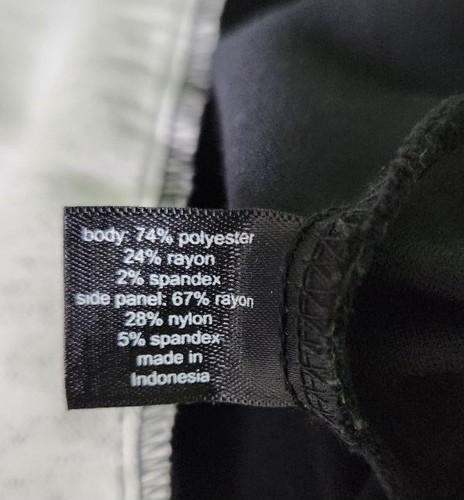 body: 74% polyester
24% rayon
2% spandex
side panel: 67% rayon
28% nylon
5% spandex
made in
Indonesia